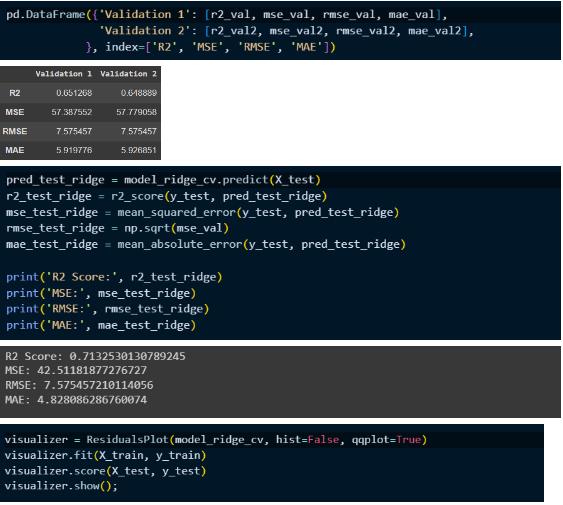 pd.DataFrame({'Validation 1': [r2_val, mse_val, rmse_val, mae_val],
'Validation 2': [r2_val2, mse_val2, rmse_val2, mae_val2],
}, index=['R2', 'MSE', 'RMSE', 'MAE'])
Validation 1 Validation 2
R2 0.651268 0.648889
MSE 57.387552 57.779058
RMSE 7.575457 7.575457
MAE 5.919776 5.926851
pred_test_ridge = model_ridge_cv.predict(X_test)
r2_test_ridge = r2_score(y_test, pred_test_ridge)
mse_test_ridge = mean_squared_error(y_test, pred_test_ridge)
rmse_test_ridge = np.sqrt(mse_val)
mae_test_ridge = mean_absolute_error(y_test, pred_test_ridge)
print('R2 Score:', r2_test_ridge)
print('MSE:', mse_test_ridge)
print('RMSE:', rmse_test_ridge)
print('MAE:', mae_test_ridge)
R2 Score: 0.7132530130789245
MSE: 42.51181877276727
RMSE: 7.575457210114056
MAE: 4.828086286760074
visualizer = ResidualsPlot(model_ridge_cv, hist=False, qqplot=True)
visualizer.fit(X_train, y_train)
visualizer.score(X_test, y_test)
visualizer.show();